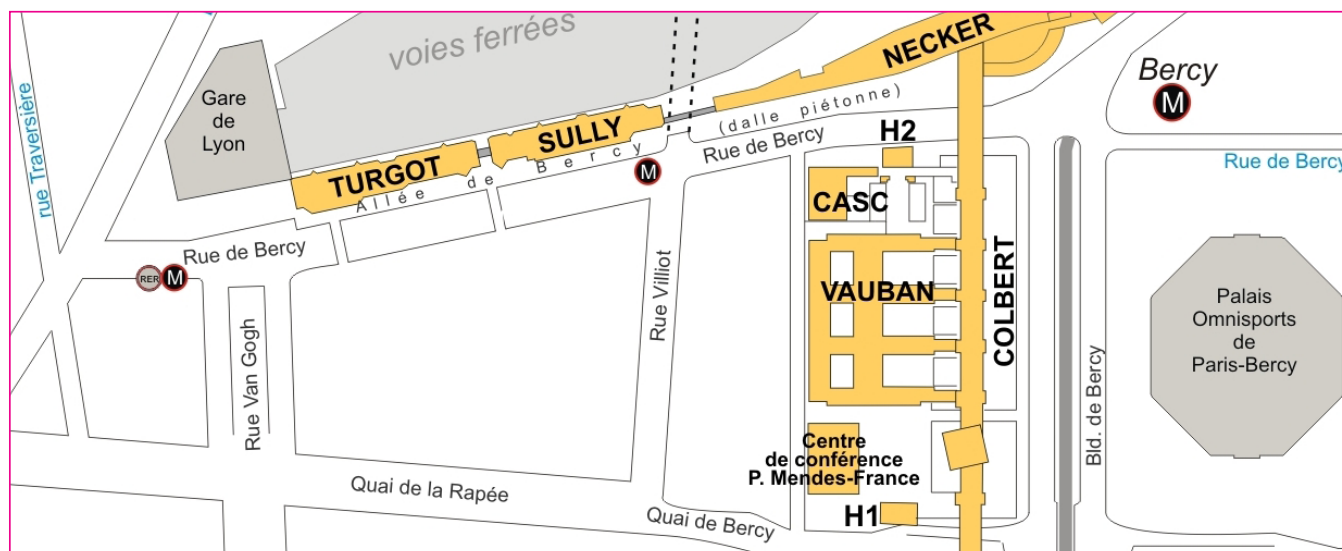 voies ferrées
NECKER
Bercy
M
Gare
de
Lyon
rue Traversière
SULLY
TURGOT
(dalle piétonne)
Allée de Bercy
M
Rue de Bercy
H2
Rue de Bercy
CASC
Rue de Bercy
RER
M
Rue Villiot
VAUBAN
COLBERT
Palais
Omnisports
de
Paris-Bercy
Rue Van Gogh
Bld. de Bercy
Centre
de conférence
P. Mendes-France
Quai de la Rapée
Quai de Bercy
H1